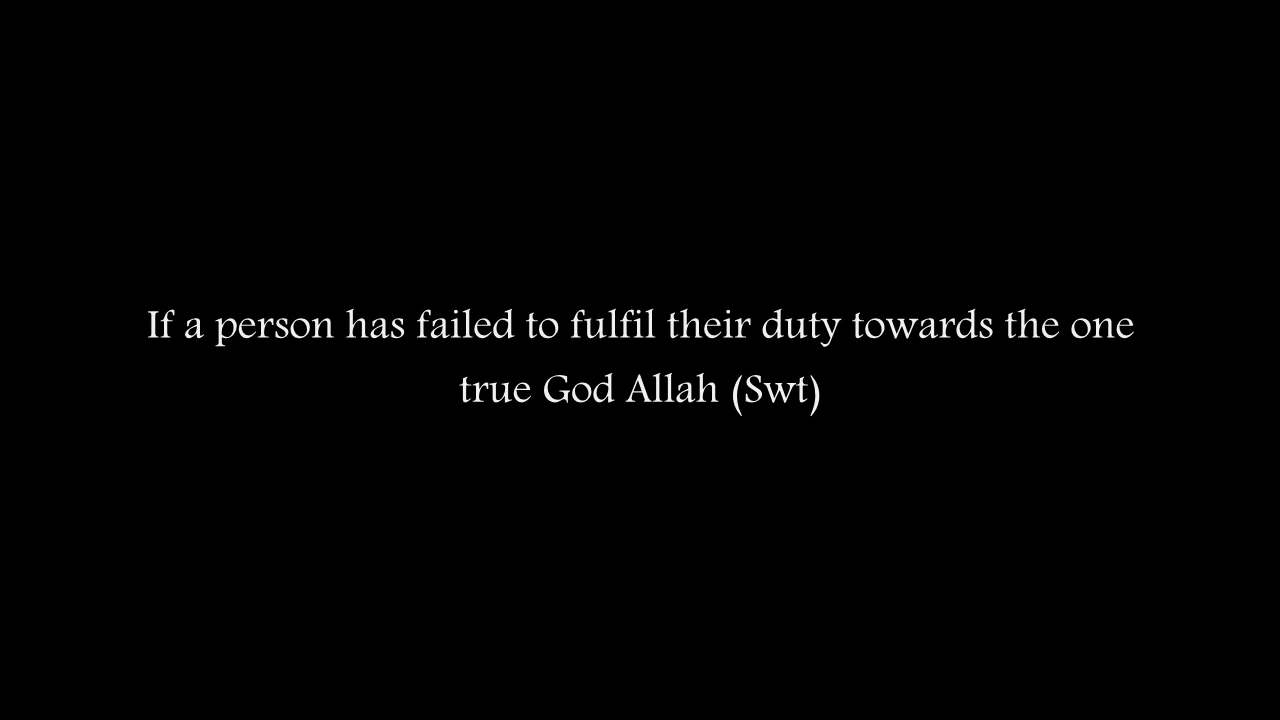 If a person has failed to fulfil their duty towards the one
true God Allah (Swt)